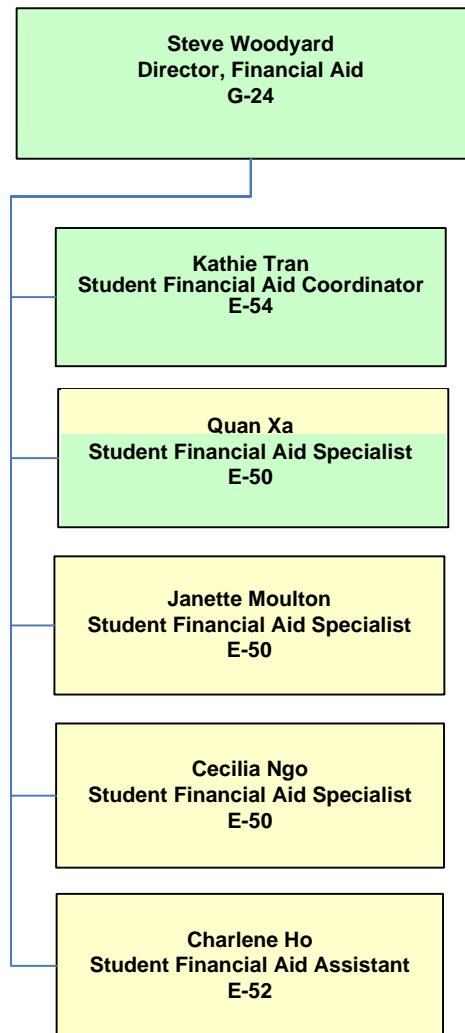 Steve Woodyard
Director, Financial Aid
G-24
Kathie Tran
Student Financial Aid Coordinator
E-54
Quan Xa
Student Financial Aid Specialist
E-50
Janette Moulton
Student Financial Aid Specialist
E-50
Cecilia Ngo
Student Financial Aid Specialist
E-50
Charlene Ho
Student Financial Aid Assistant
E-52